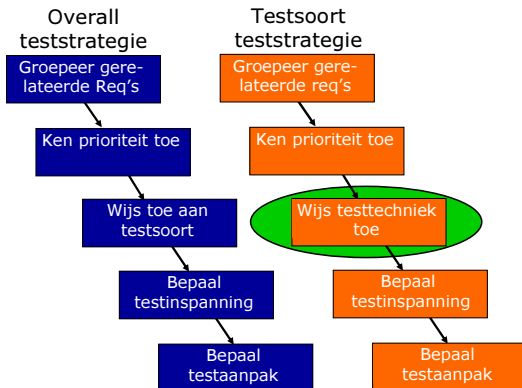 Overall
teststrategie
Groepeer gere-
lateerde Req's
Ken prioriteit toe
Wijs toe aan
testsoort
Bepaal
testinspanning
Bepaal
testaanpak
Testsoort
teststrategie
Groepeer gere-
lateerde req's
Ken prioriteit toe
Wijs testtechniek
toe
Bepaal
testinspanning
Bepaal
testaanpak